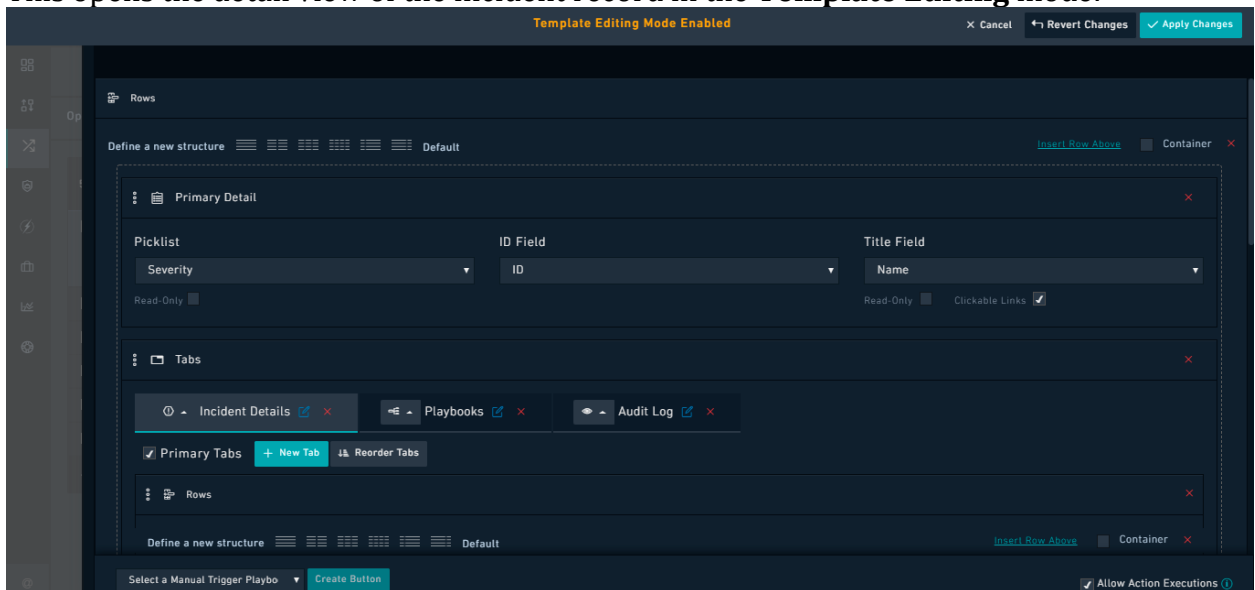 This opens the detail view of the incident record in the Template Editing mode.
Template Editing Mode Enabled
× Cancel
Revert Changes
Apply Changes
Rows
Op
Define a new structure
Default
Insert Row Above
Container
Primary Detail
Picklist
ID Field
Title Field
Severity
ID
Name
Read-Only
Read-Only
Clickable Links
Tabs
Incident Details
Playbooks
Audit Log
Primary Tabs
+ New Tab
Reorder Tabs
Rows
Define a new structure
Default
Insert Row Above
Container
Select a Manual Trigger Playbo
Create Button
Allow Action Executions